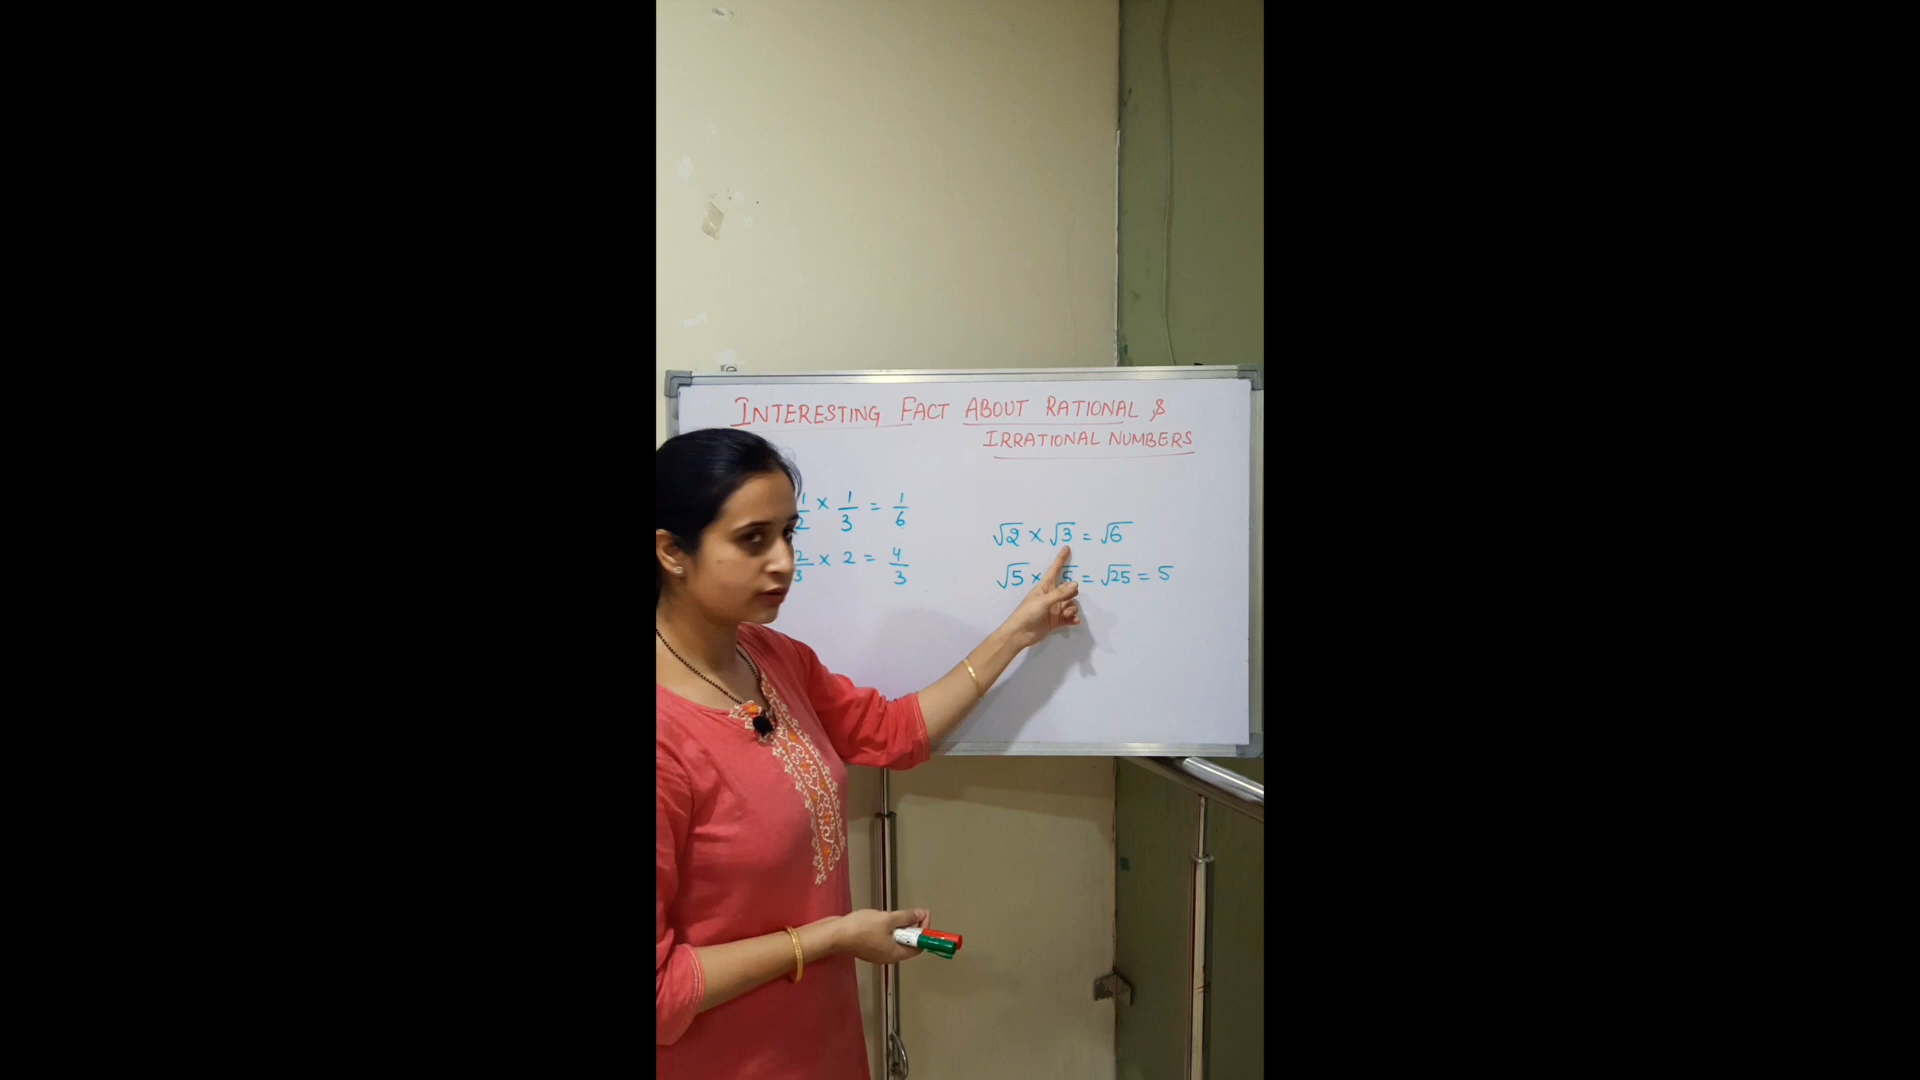 INTERESTING FACT ABOUT RATIONAL &
IRRATIONAL NUMBERS
1/2 × 1/3 = 1/6
2/3 × 2 = 4/3
√2 × √3 = √6
√5 × √5 = √25 = 5